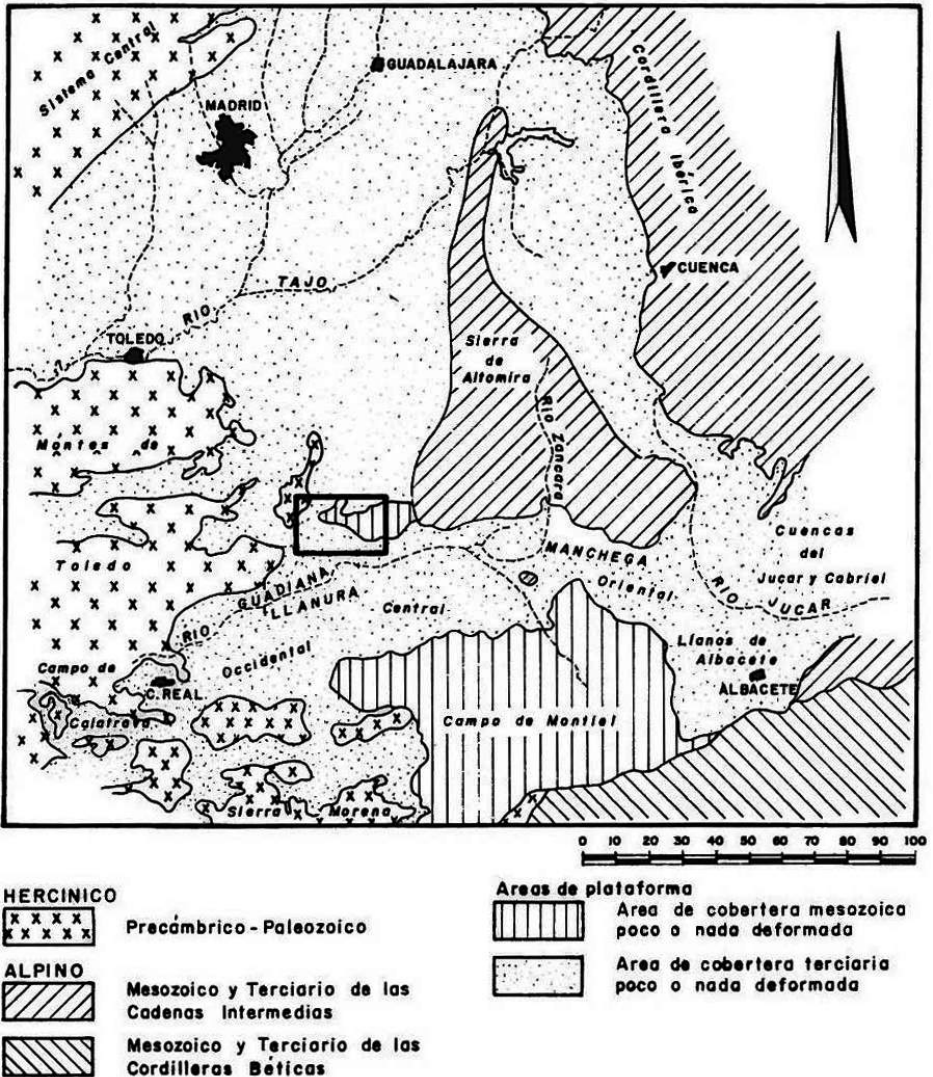 Sistema Central
GUADALAJARA
MADRID
Cordillera Ibérica
CUENCA
RIO TAJO
TOLEDO
Sierra
de
Altomira
RIO Zancara
Montes de
Toledo
Cuencas
del
Jucar y Cabriel
MANCHEGA
Oriental
RIO GUADIANA
LLANURA
Central
Occidental
RIO JUCAR
Llanos de
Albacete
ALBACETE
Campo de
Calatrava
C. REAL
Campo de Montiel
Sierra Morena
0 10 20 30 40 50 60 70 80 90 100
HERCINICO
Precámbrico-Paleozoico
ALPINO
Mesozoico y Terciario de las
Cadenas Intermedias
Mesozoico y Terciario de las
Cordilleras Béticas
Areas de plataforma
Area de cobertera mesozoica
poco o nada deformada
Area de cobertera terciaria
poco o nada deformada